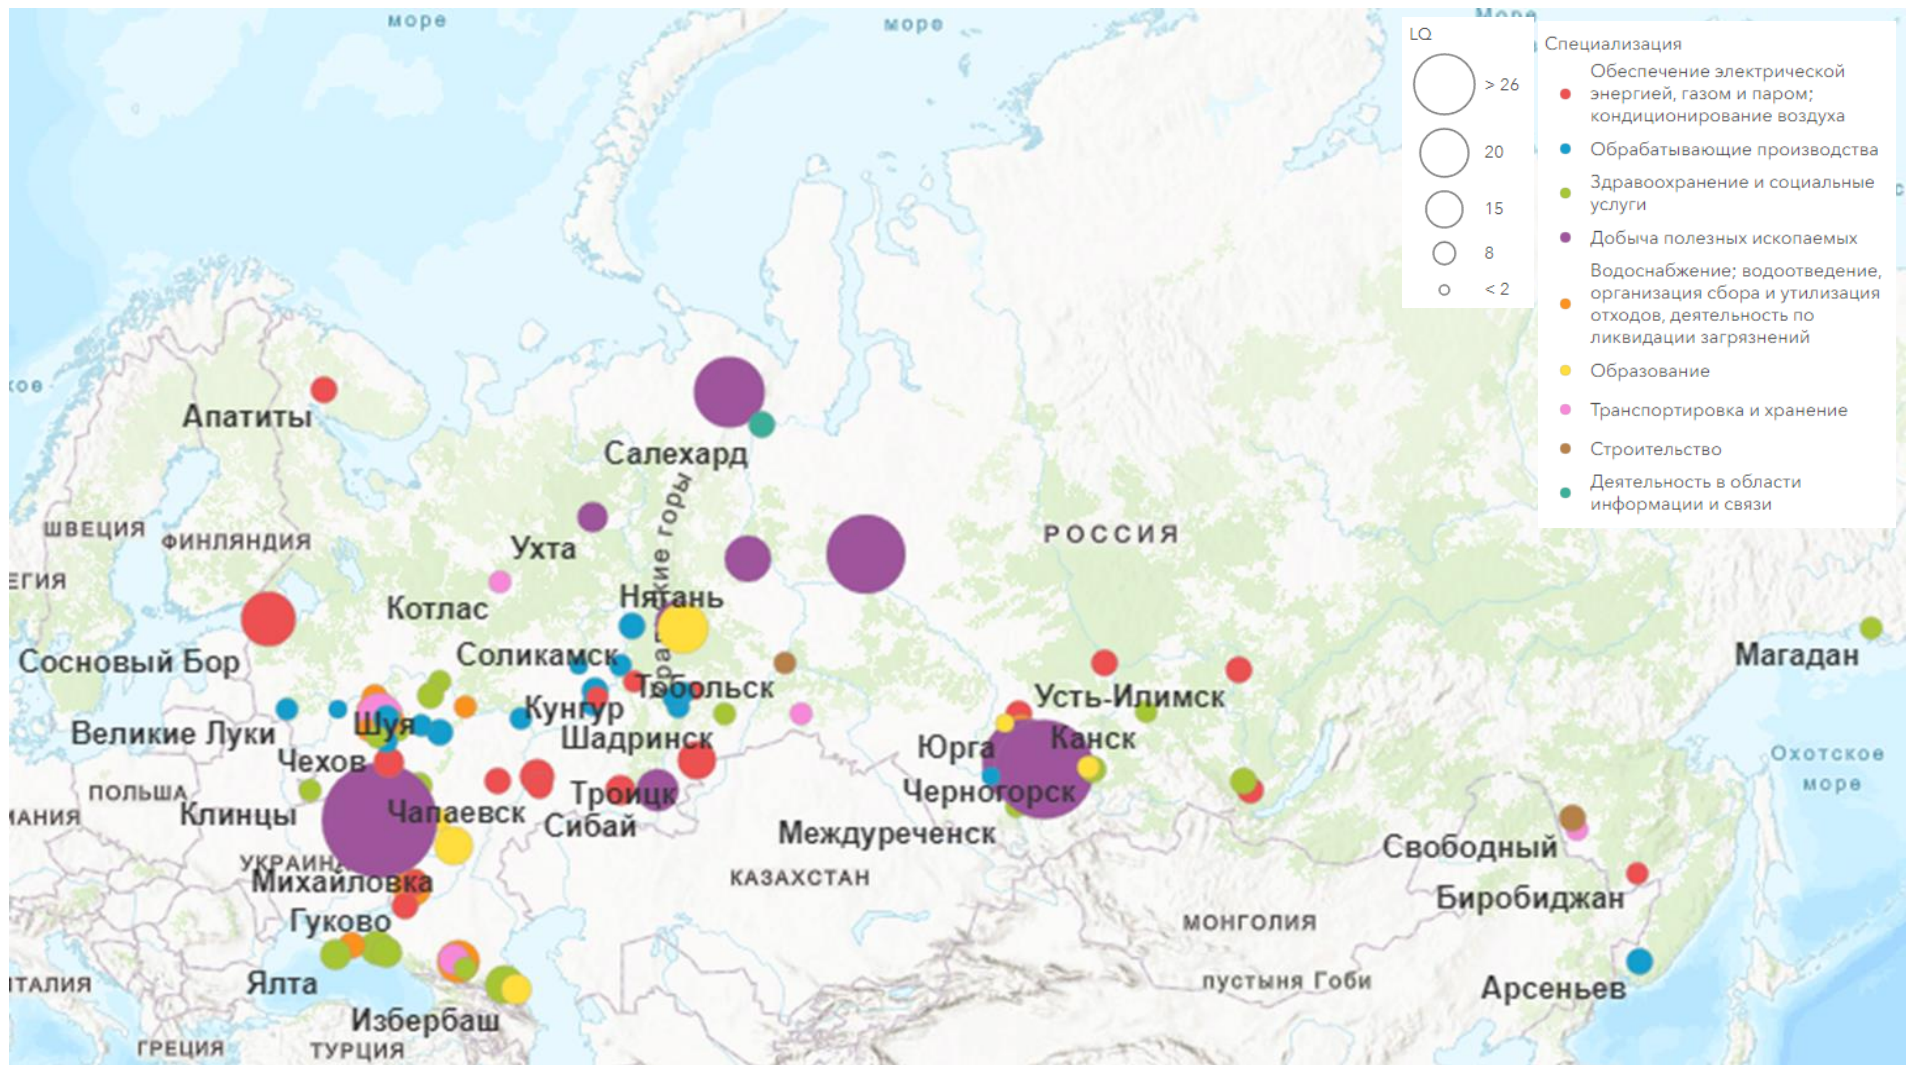 море
море
LQ
> 26
20
15
8
< 2
Специализация
Обеспечение электрической
энергией, газом и паром;
кондиционирование воздуха
Обрабатывающие производства
Здравоохранение и социальные
услуги
Добыча полезных ископаемых
Водоснабжение; водоотведение,
организация сбора и утилизация
отходов, деятельность по
ликвидации загрязнений
Образование
Транспортировка и хранение
Строительство
Деятельность в области
информации и связи
Апатиты
Салехард
ШВЕЦИЯ
ФИНЛЯНДИЯ
РОССИЯ
Ухта
горы
Нягань
Котлас
Сосновый Бор
Соликамск
Тобольск
Магадан
Великие Луки
Шуя
Кунгур
Усть-Илимск
Шадринск
Юрга
Канск
Чехов
Охотское
море
ПОЛЬША
Клинцы
Чапаевск
Троицк
Сибай
Черногорск
Междуреченск
Свободный
УКРАИНА
Михайловка
КАЗАХСТАН
Биробиджан
Гуково
МОНГОЛИЯ
Ялта
пустыня Гоби
Арсеньев
Избербаш
ГРЕЦИЯ
ТУРЦИЯ